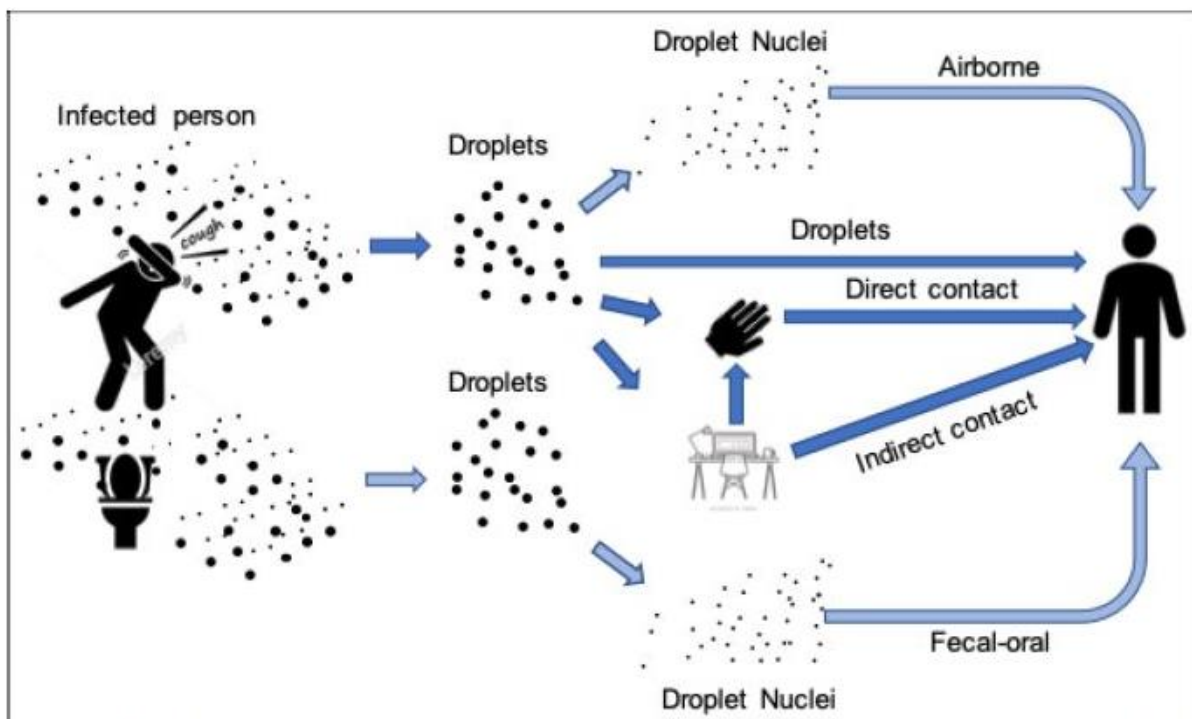 Droplet Nuclei
Airborne
Infected person
Droplets
cough
Droplets
Direct contact
Droplets
Indirect contact
Fecal-oral
Droplet Nuclei